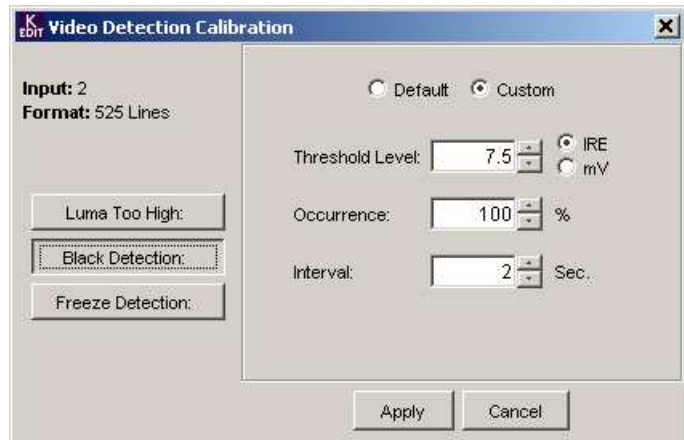 K EDIT Video Detection Calibration
Input: 2
Format: 525 Lines
Luma Too High:
Black Detection:
Freeze Detection:
Default Custom
Threshold Level: 7.5 IRE mV
Occurrence: 100 %
Interval: 2 Sec.
Apply Cancel